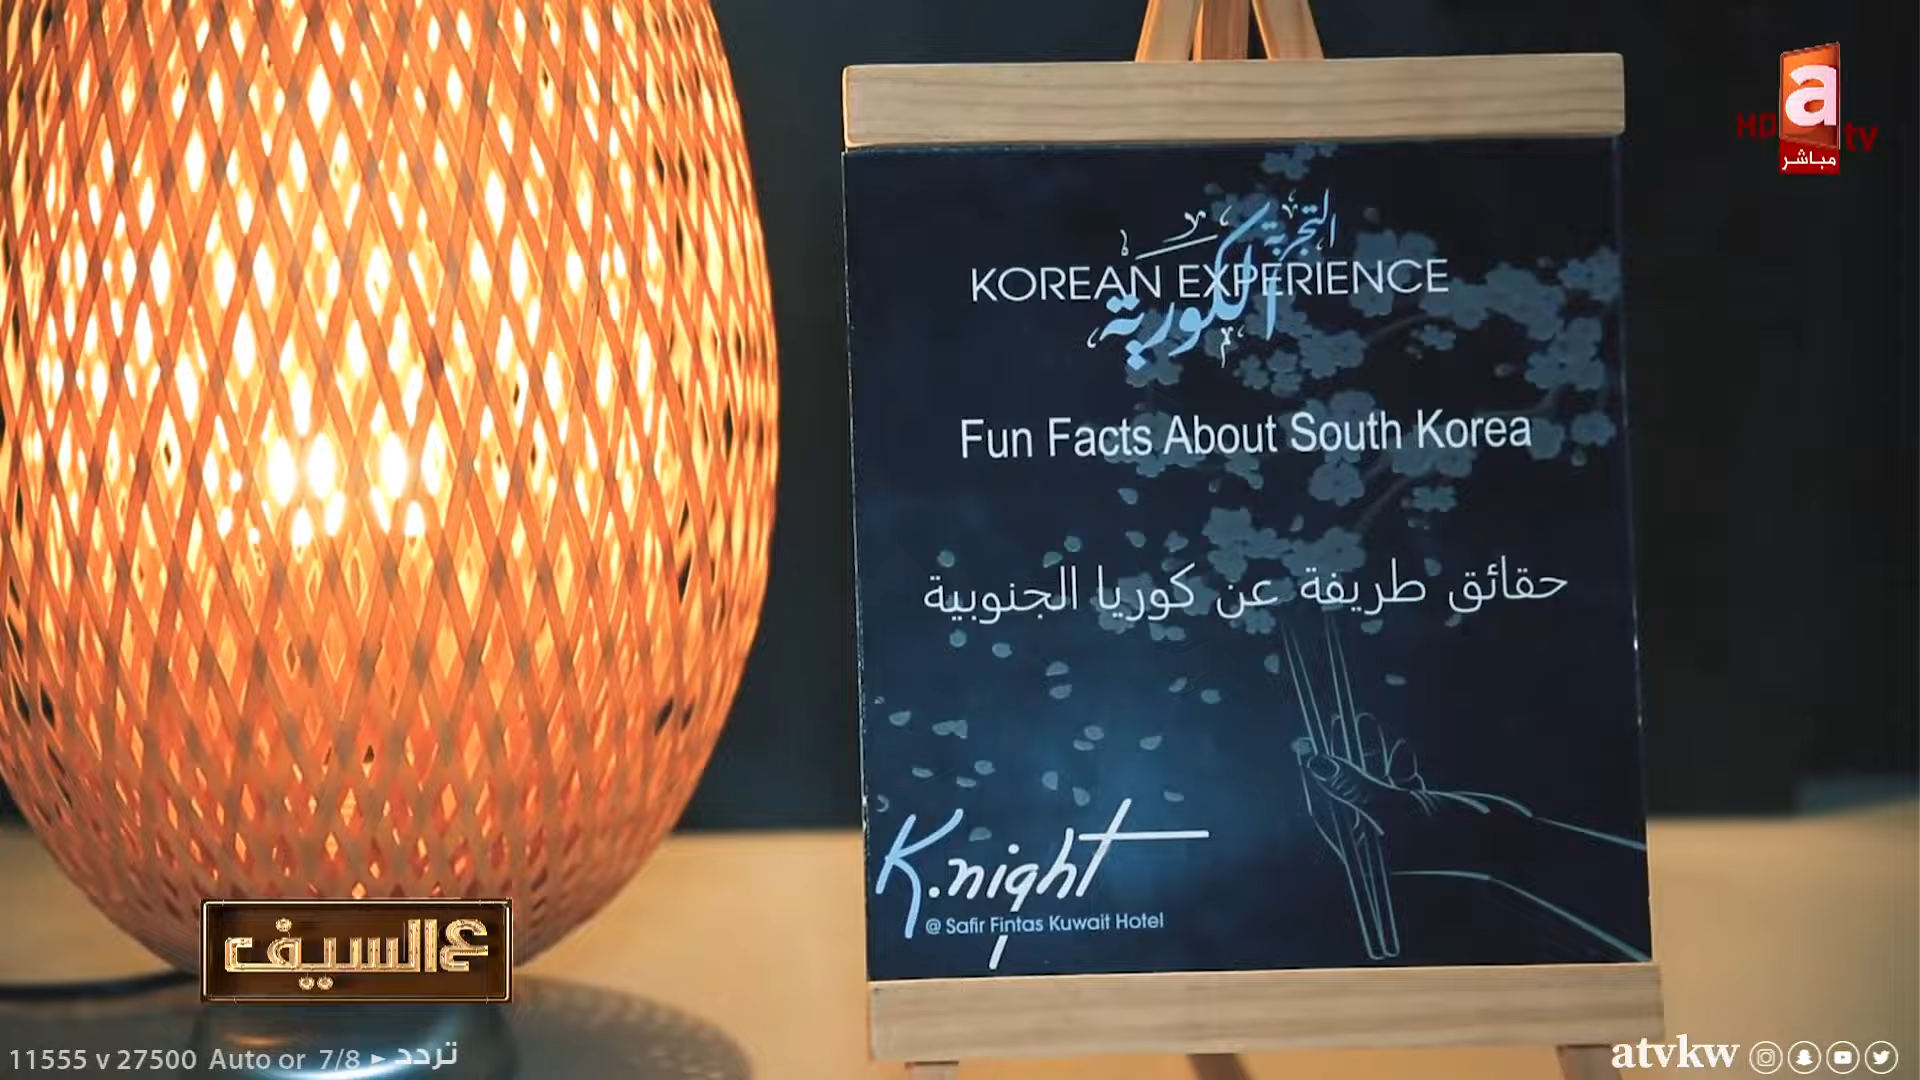 HD a tv
مباشر
التجربة
KOREAN EXPERIENCE
الكورية
Fun Facts About South Korea
حقائق طريفة عن كوريا الجنوبية
K.night
@ Safir Fintas Kuwait Hotel
ع السيف
11555 v 27500 Auto or 7/8 ► تردد
atvkw